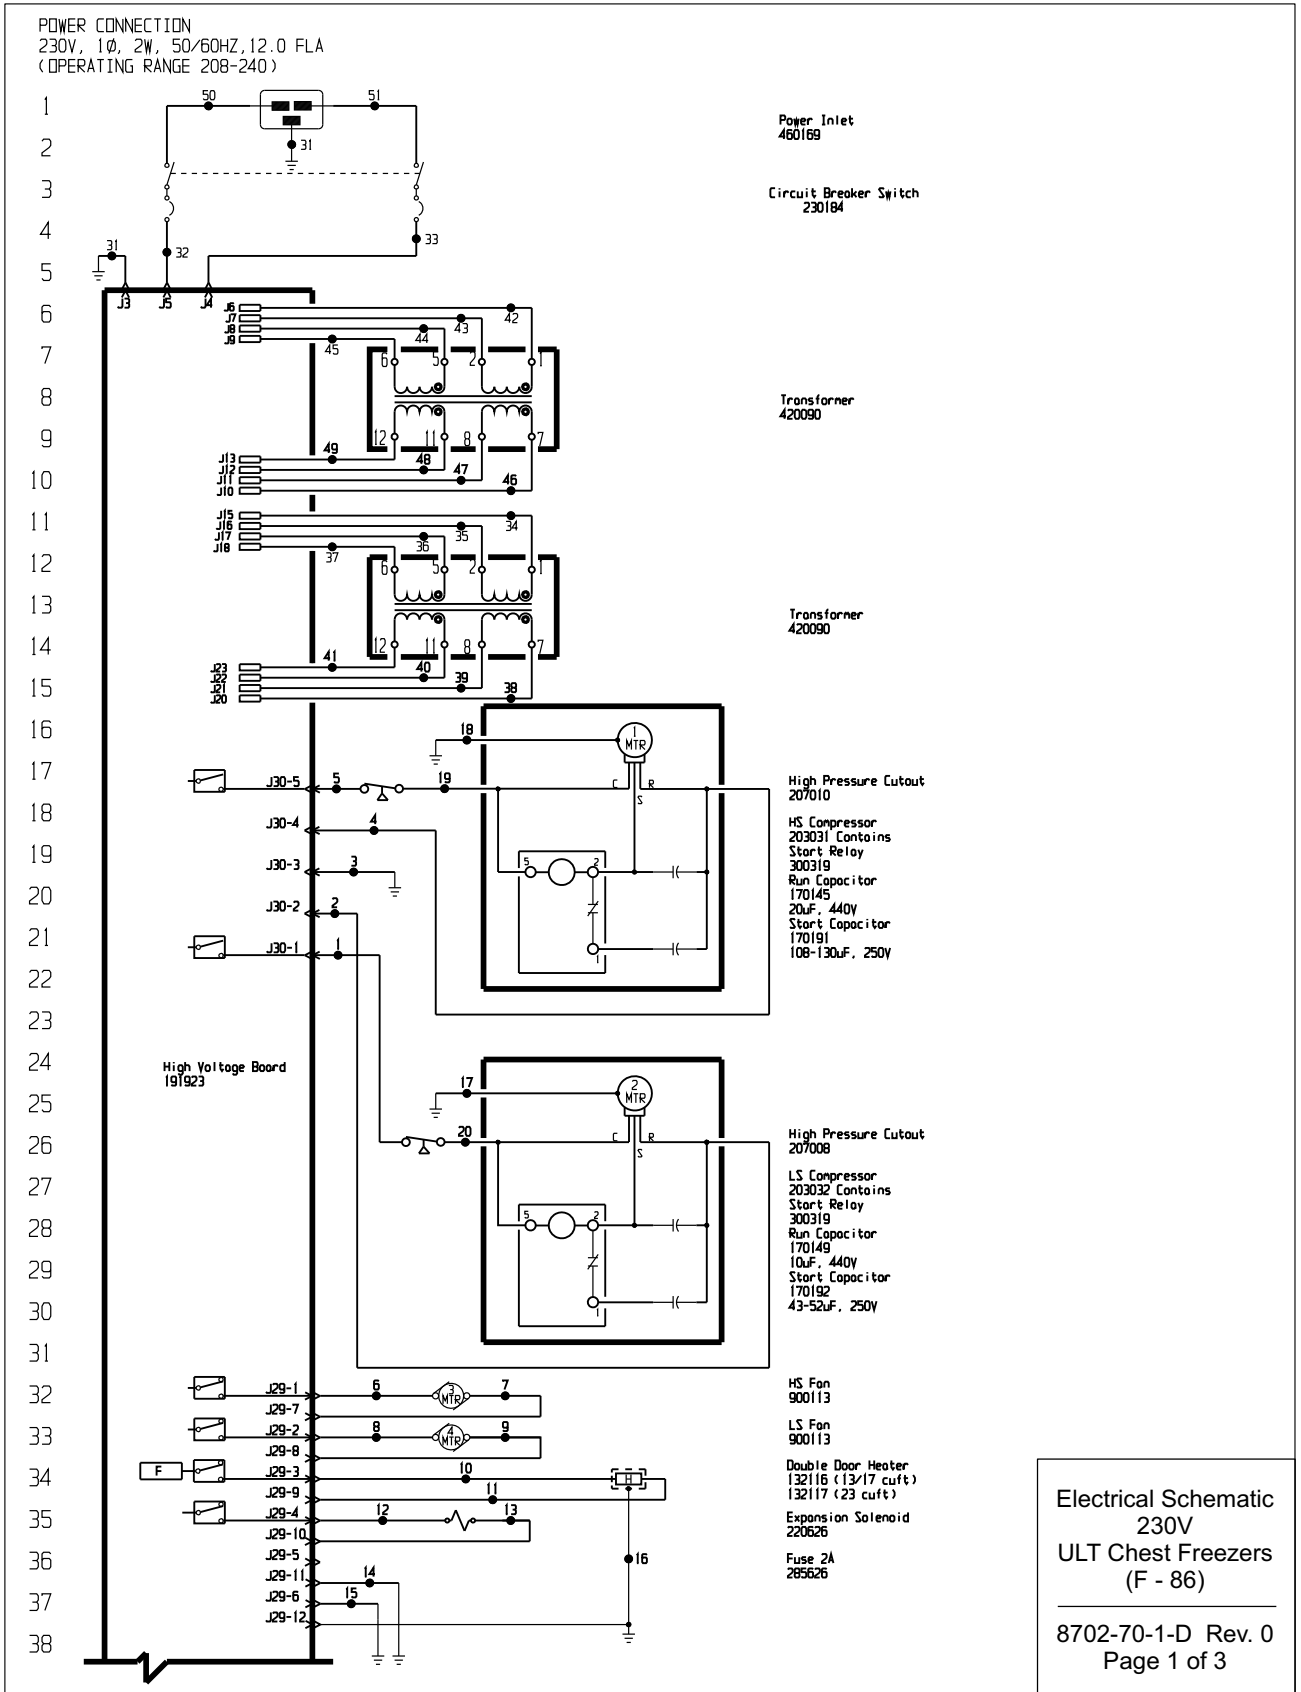 POWER CONNECTION
230V, 1Ø, 2W, 50/60HZ,12.0 FLA
(OPERATING RANGE 208-240)
1
50
51
Power Inlet
460169
2
31
3
Circuit Breaker Switch
230184
4
31
32
33
5
J3
J5
J4
6
J6
42
J7
43
J8
44
J9
45
7
6
5
2
1
8
Transformer
420090
9
12
11
8
7
J13
49
J12
48
10
J11
47
J10
46
11
J15
34
J16
35
J17
36
J18
37
12
6
5
2
1
13
Transformer
420090
14
12
11
8
7
J23
41
J22
40
15
J21
39
J20
38
16
18
1
MTR
17
J30-5
5
19
C
R
S
High Pressure Cutout
207010
18
J30-4
4
HS Compressor
203031 Contains
Start Relay
300319
Run Capacitor
170145
20uF, 440V
Start Capacitor
170191
108-130uF, 250V
19
J30-3
3
5
2
20
J30-2
2
21
J30-1
1
1
22
23
24
High Voltage Board
191923
25
17
2
MTR
26
20
C
R
S
High Pressure Cutout
207008
27
LS Compressor
203032 Contains
Start Relay
300319
Run Capacitor
170149
10uF, 440V
Start Capacitor
170192
43-52uF, 250V
28
5
2
29
30
1
31
32
J29-1
6
3
MTR
7
HS Fan
900113
J29-7
33
J29-2
8
4
MTR
9
LS Fan
900113
J29-8
34
F
J29-3
10
H
Double Door Heater
132116 (13/17 cuft)
132117 (23 cuft)
J29-9
11
35
J29-4
12
13
Expansion Solenoid
220626
J29-10
36
J29-5
16
Fuse 2A
285626
J29-11
14
37
J29-6
15
J29-12
38
Electrical Schematic
230V
ULT Chest Freezers
(F - 86)
8702-70-1-D Rev. 0
Page 1 of 3